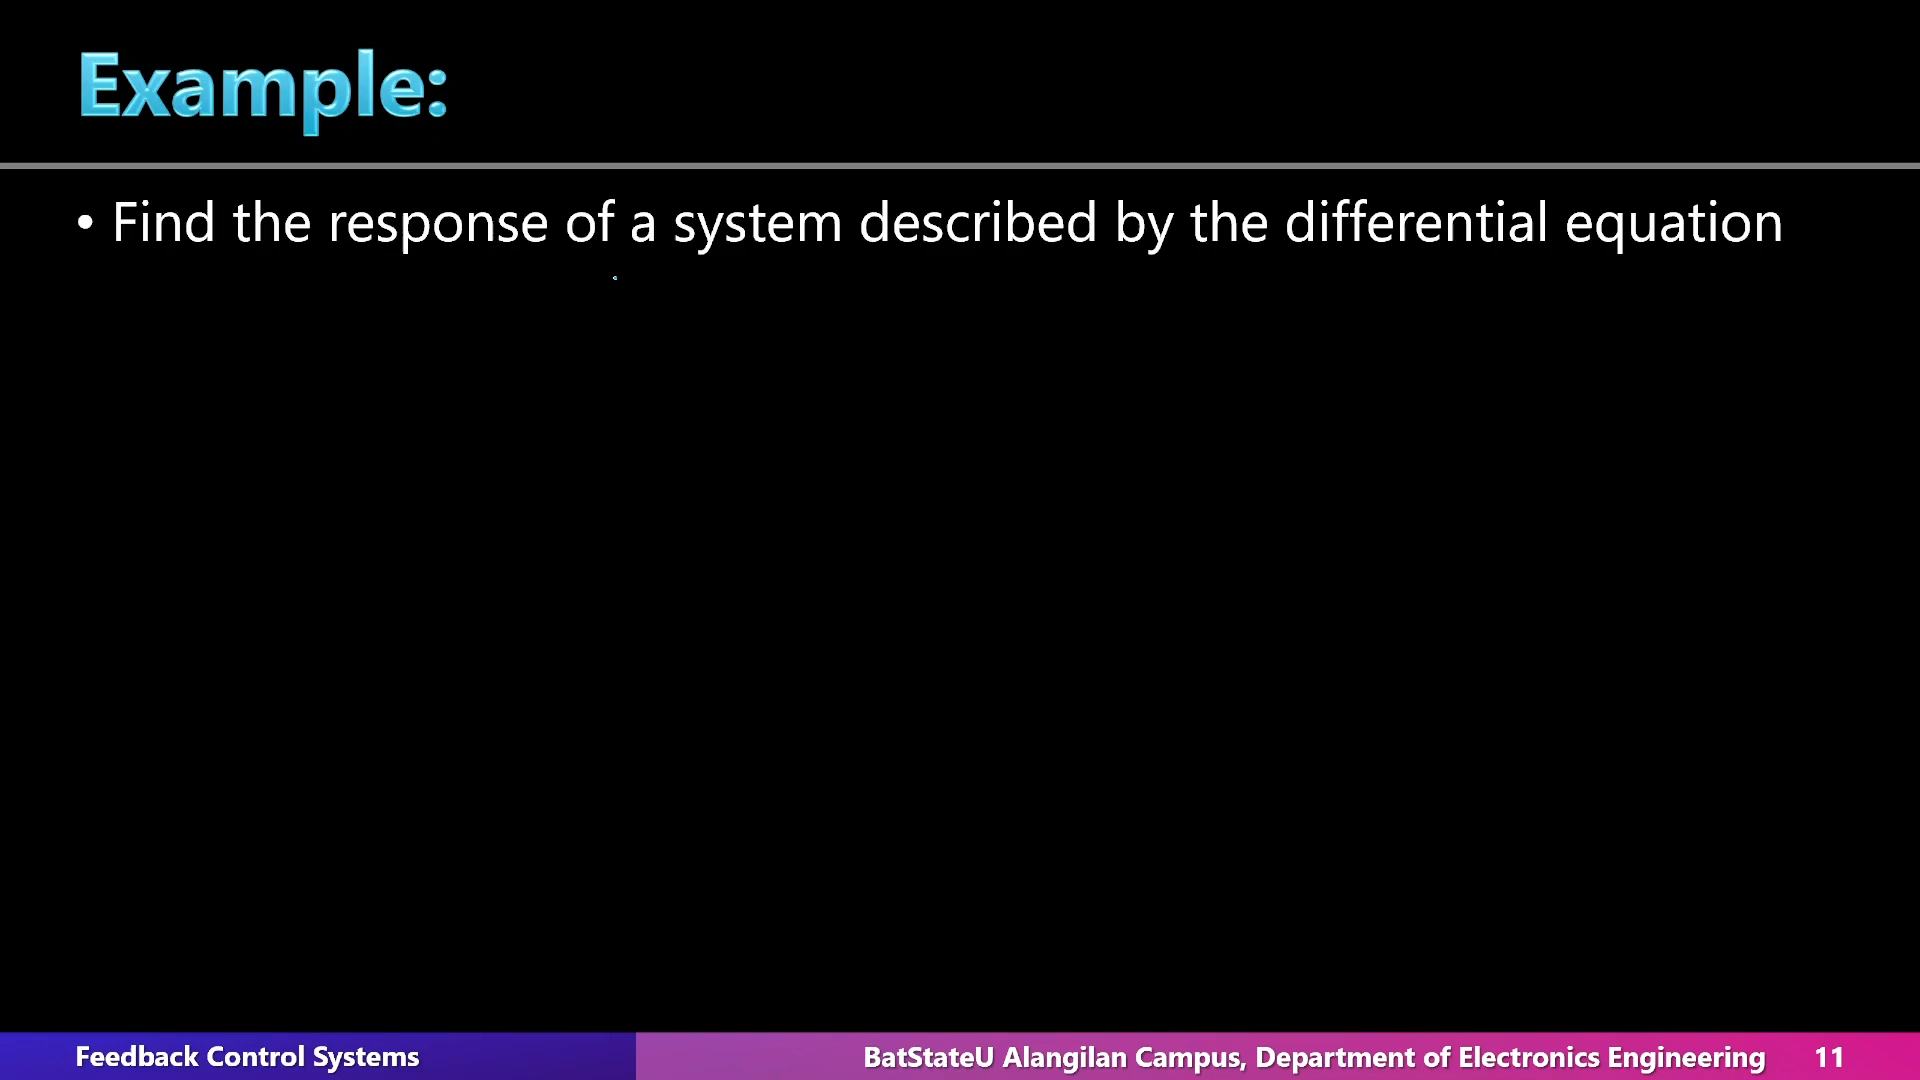 Example:
• Find the response of a system described by the differential equation
Feedback Control Systems
BatStateU Alangilan Campus, Department of Electronics Engineering 11